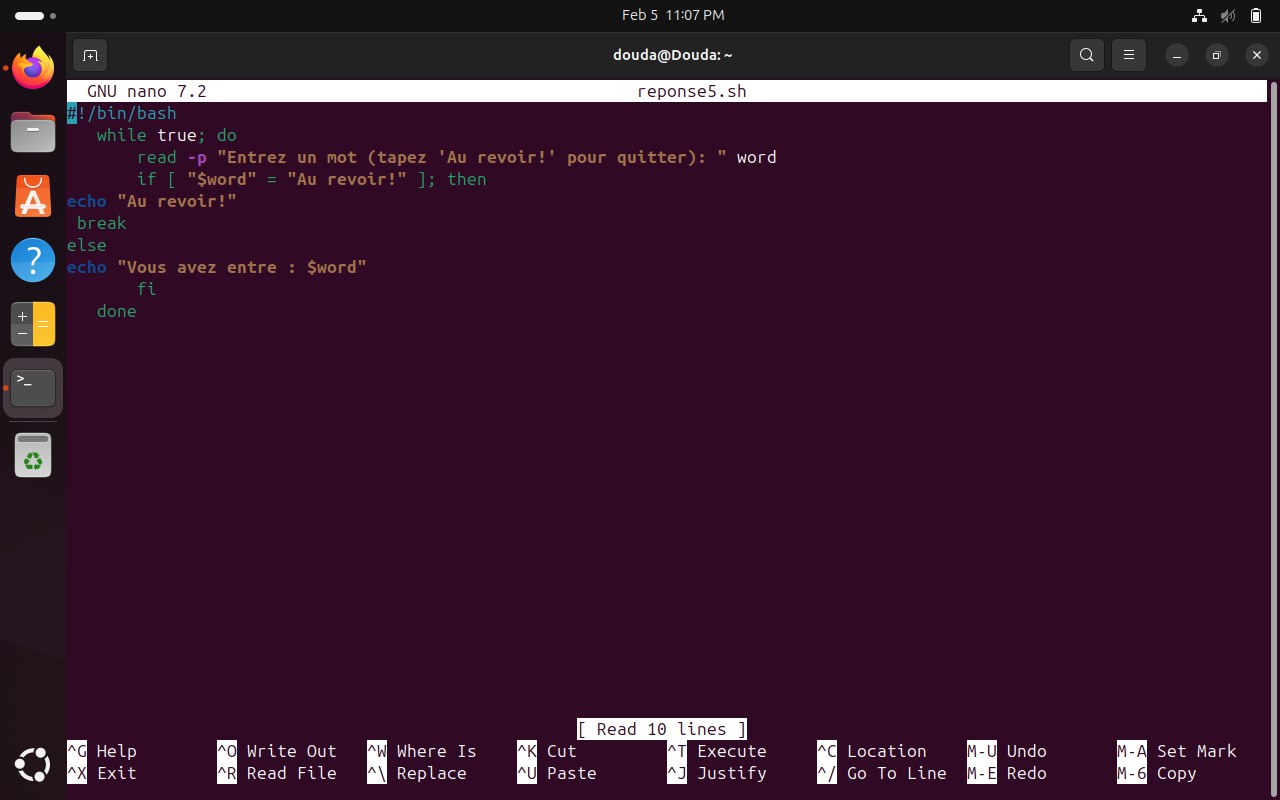 Feb 5 11:07 PM
douda@Douda: ~
GNU nano 7.2 reponse5.sh
#!/bin/bash
while true; do
read -p "Entrez un mot (tapez 'Au revoir!' pour quitter): " word
if [ "$word" = "Au revoir!" ]; then
echo "Au revoir!"
break
else
echo "Vous avez entre : $word"
fi
done
[ Read 10 lines ]
^G Help ^O Write Out ^W Where Is ^K Cut ^T Execute ^C Location M-U Undo M-A Set Mark
^X Exit ^R Read File ^\ Replace ^U Paste ^J Justify ^/ Go To Line M-E Redo M-6 Copy